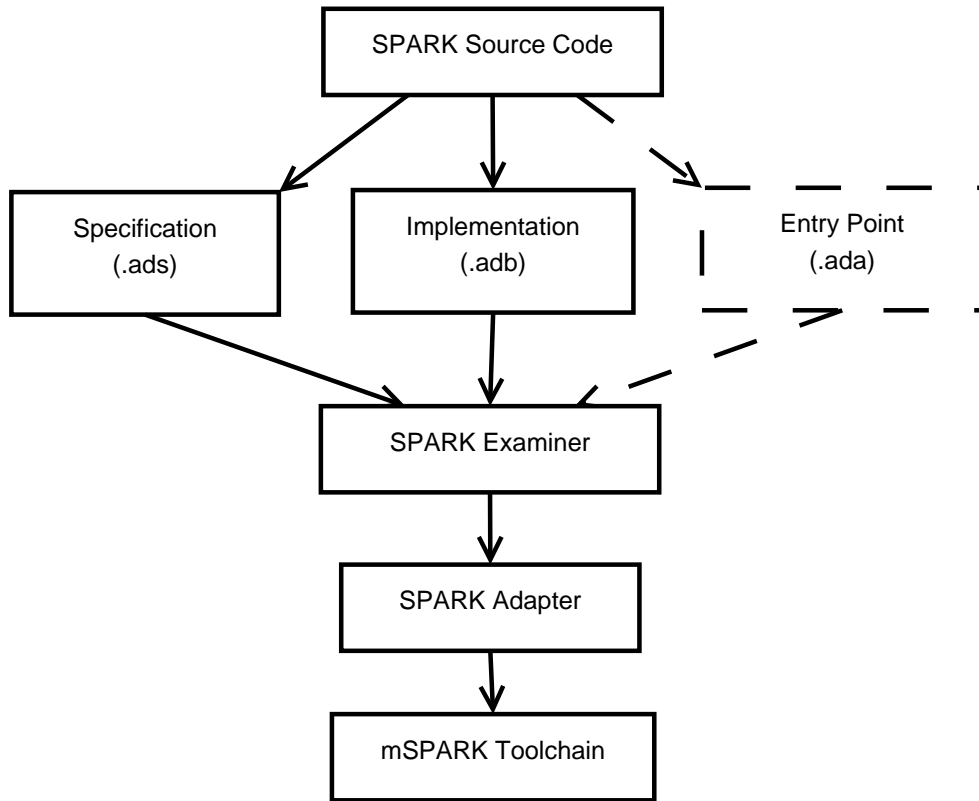 SPARK Source Code
Specification
(.ads)
Implementation
(.adb)
Entry Point
(.ada)
SPARK Examiner
SPARK Adapter
mSPARK Toolchain